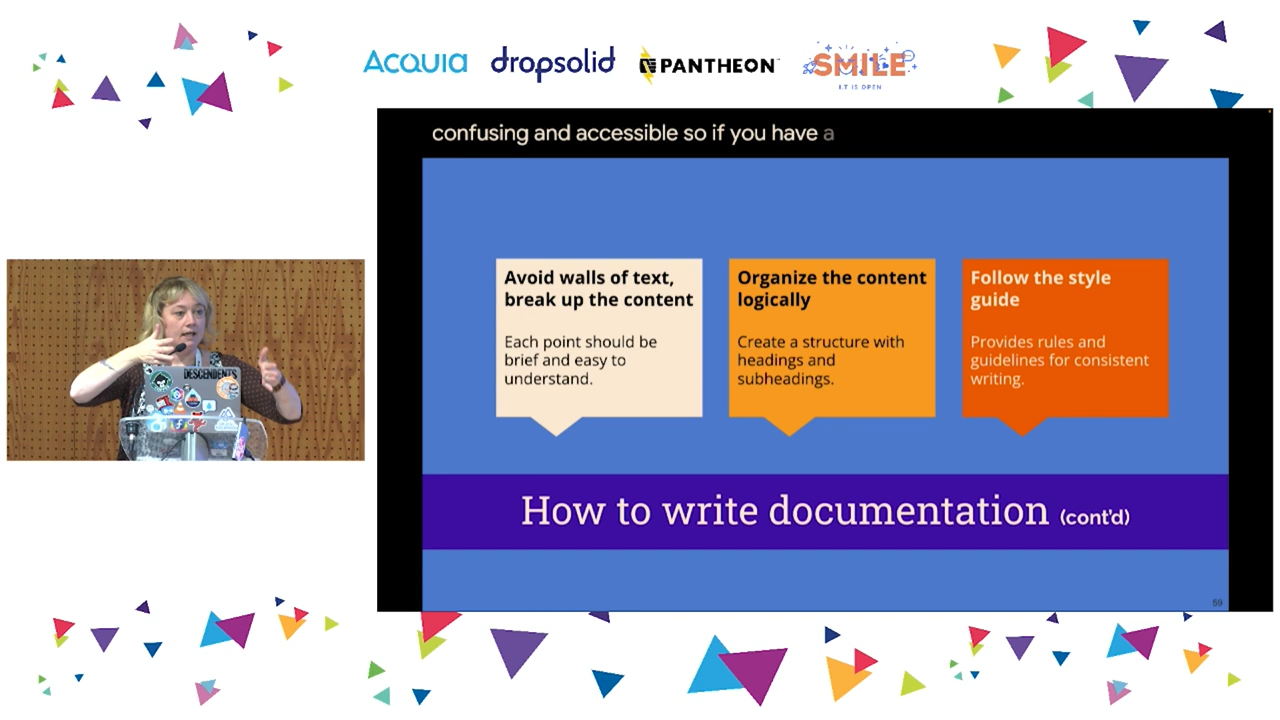 Acquia
dropsolid
PANTHEON
SMILE
I.T IS OPEN
confusing and accessible so if you have a
Avoid walls of text,
break up the content
Each point should be
brief and easy to
understand.
Organize the content
logically
Create a structure with
headings and
subheadings.
Follow the style
guide
Provides rules and
guidelines for consistent
writing.
DESCENDENTS
How to write documentation (cont'd)
59